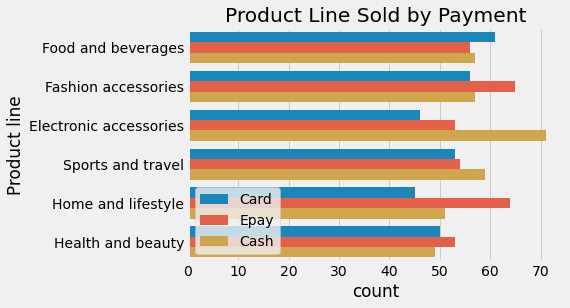 Product Line Sold by Payment
Product line
Food and beverages
Fashion accessories
Electronic accessories
Sports and travel
Home and lifestyle
Health and beauty
Card
Epay
Cash
0 10 20 30 40 50 60 70
count